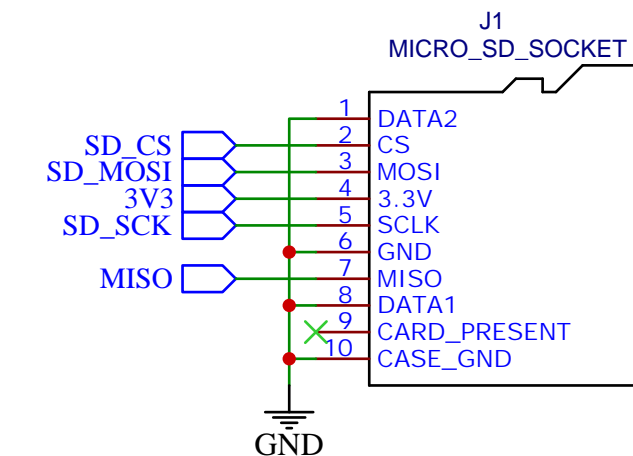 J1
MICRO_SD_SOCKET
1 DATA2
SD_CS 2 CS
SD_MOSI 3 MOSI
3V3 4 3.3V
SD_SCK 5 SCLK
6 GND
MISO 7 MISO
8 DATA1
9 CARD_PRESENT
10 CASE_GND
GND